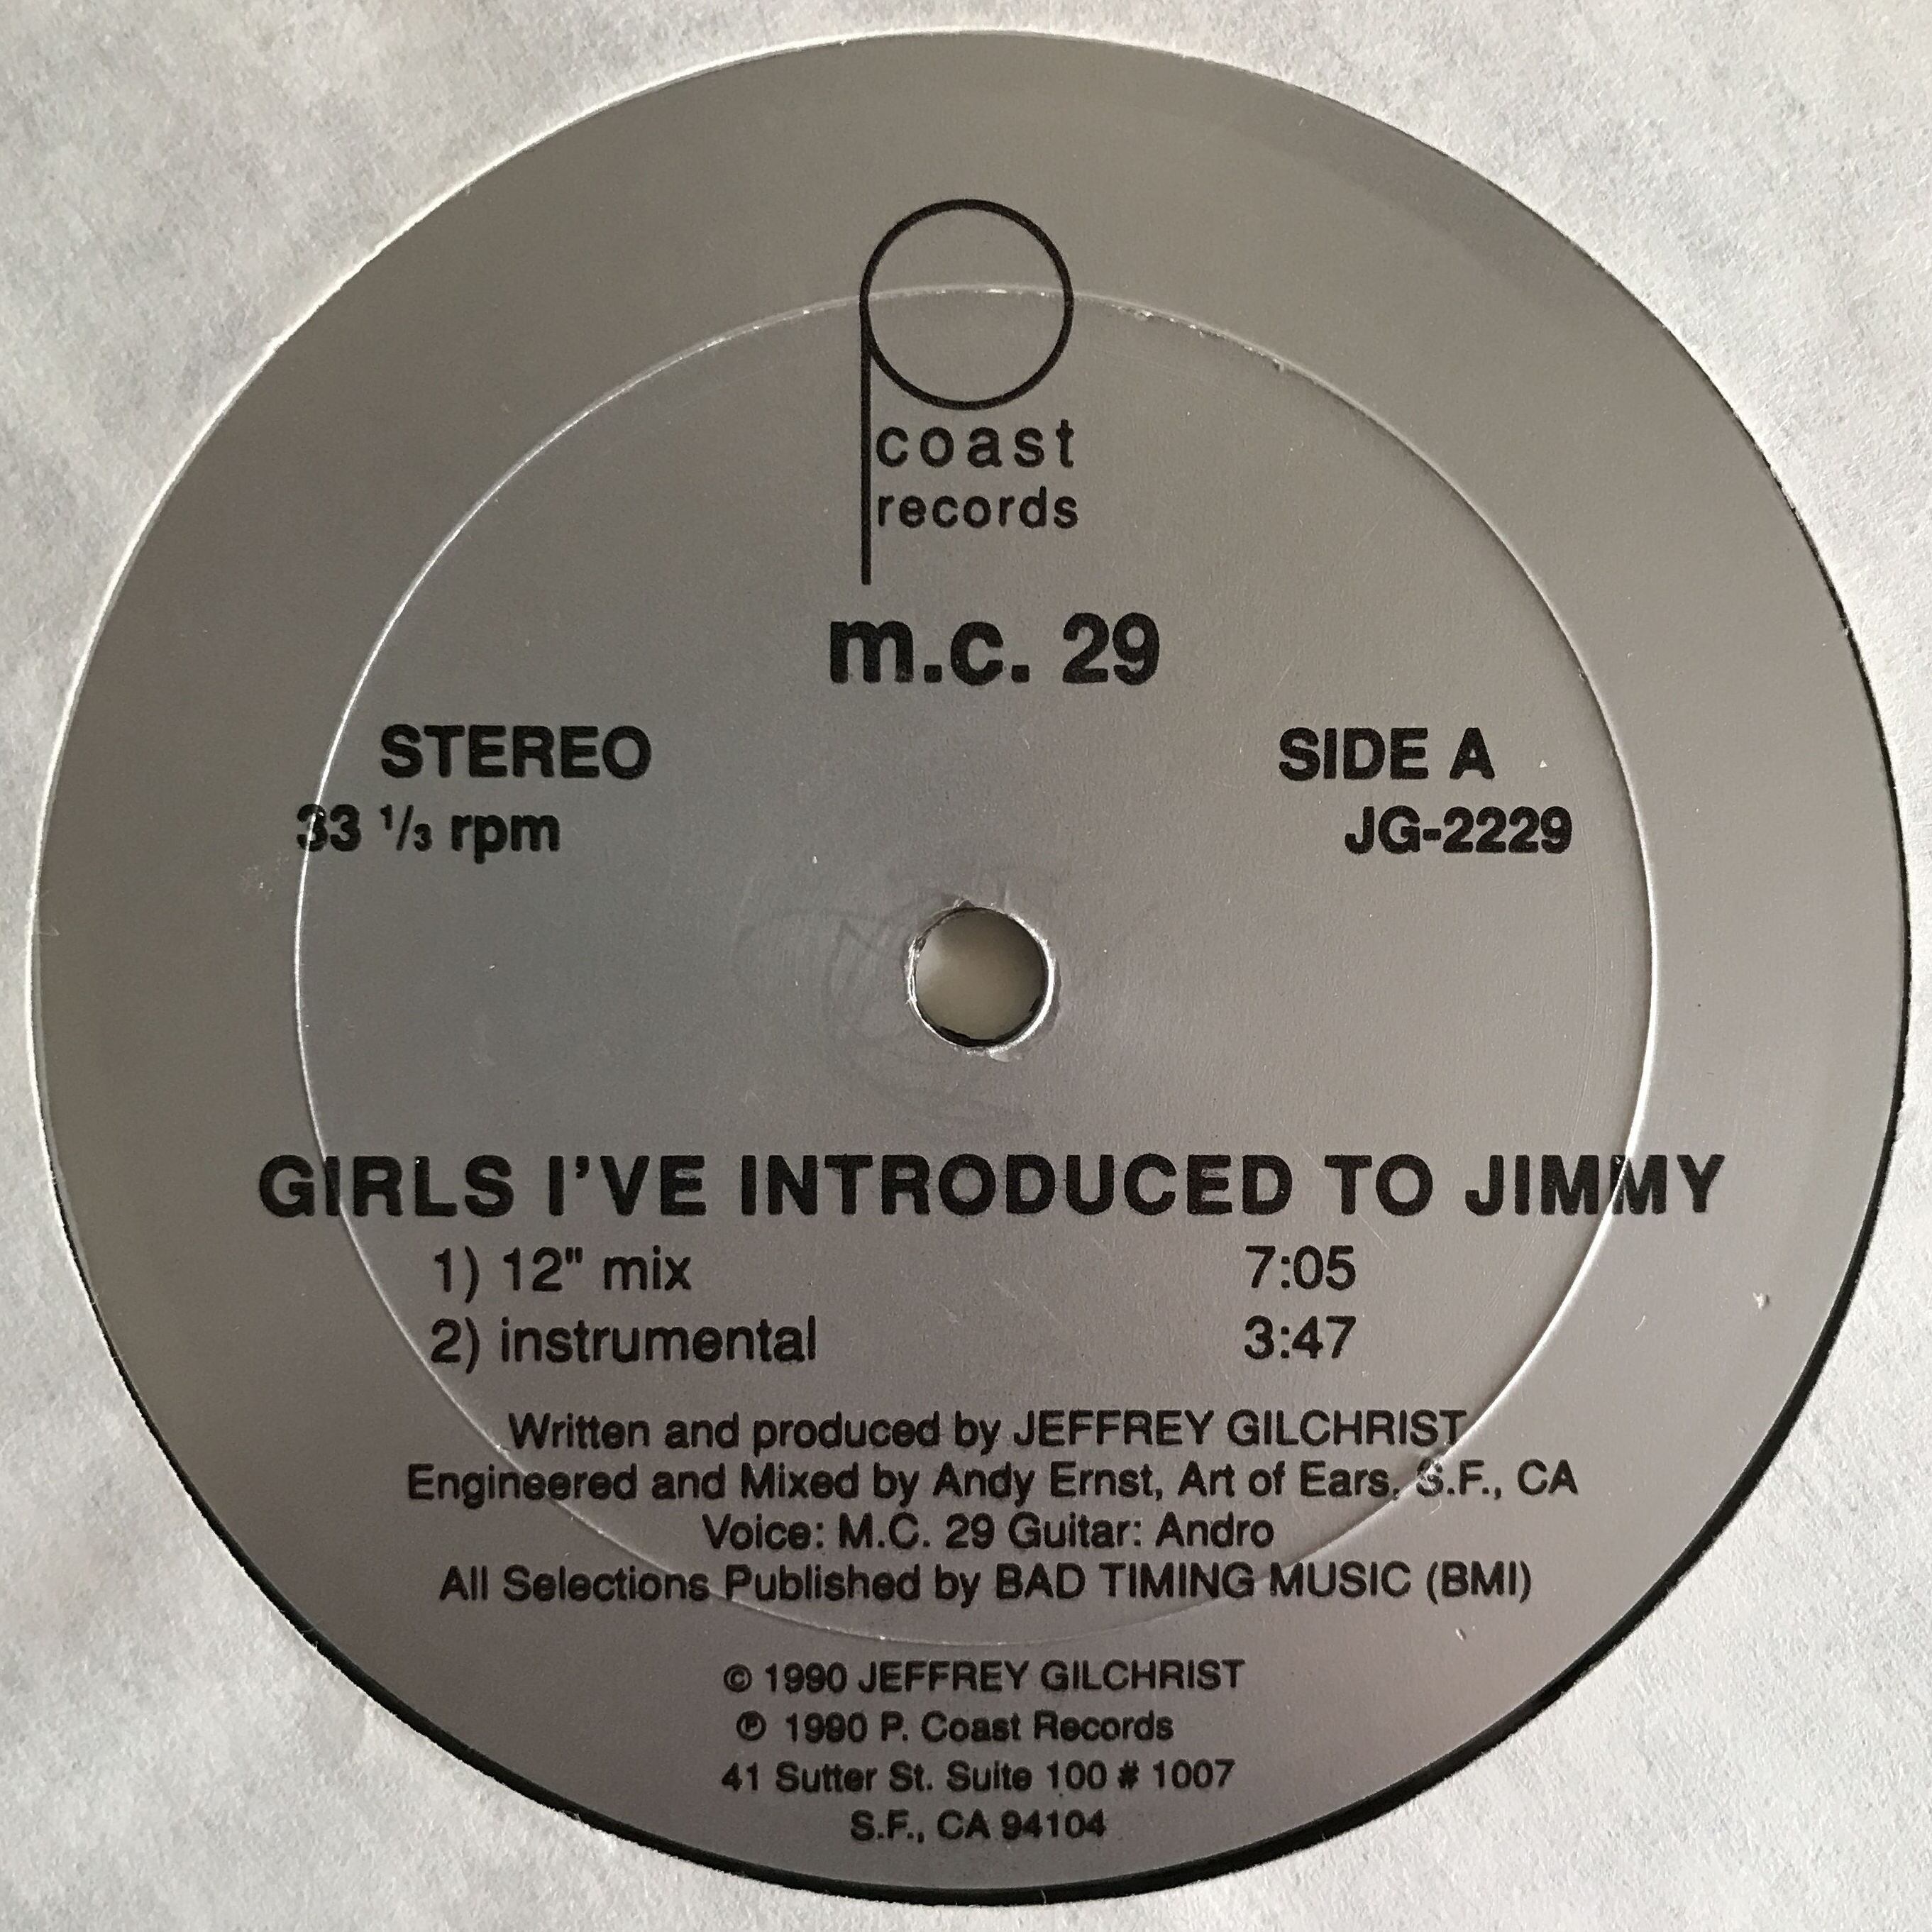 p
coast
records
m.c. 29
STEREO SIDE A
33 1/3 rpm JG-2229
GIRLS I'VE INTRODUCED TO JIMMY
1) 12" mix 7:05
2) instrumental 3:47
Written and produced by JEFFREY GILCHRIST
Engineered and Mixed by Andy Ernst, Art of Ears, S.F., CA
Voice: M.C. 29 Guitar: Andro
All Selections Published by BAD TIMING MUSIC (BMI)
© 1990 JEFFREY GILCHRIST
℗ 1990 P. Coast Records
41 Sutter St. Suite 100 # 1007
S.F., CA 94104